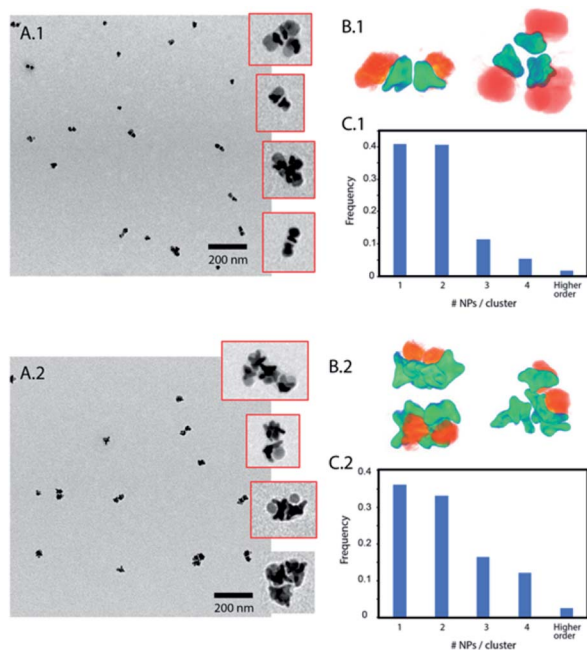 A.1
200 nm
B.1
C.1
Frequency
0.4
0.3
0.2
0.1
0
1 2 3 4 Higher order
# NPs / cluster
A.2
200 nm
B.2
C.2
Frequency
0.4
0.3
0.2
0.1
0
1 2 3 4 Higher order
# NPs / cluster